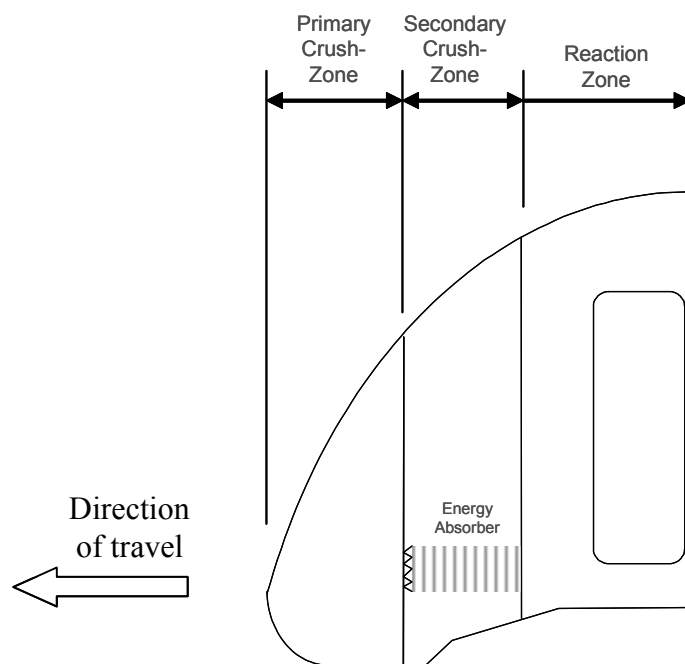 Primary
Crush-
Zone
Secondary
Crush-
Zone
Reaction
Zone
Energy
Absorber
Direction
of travel